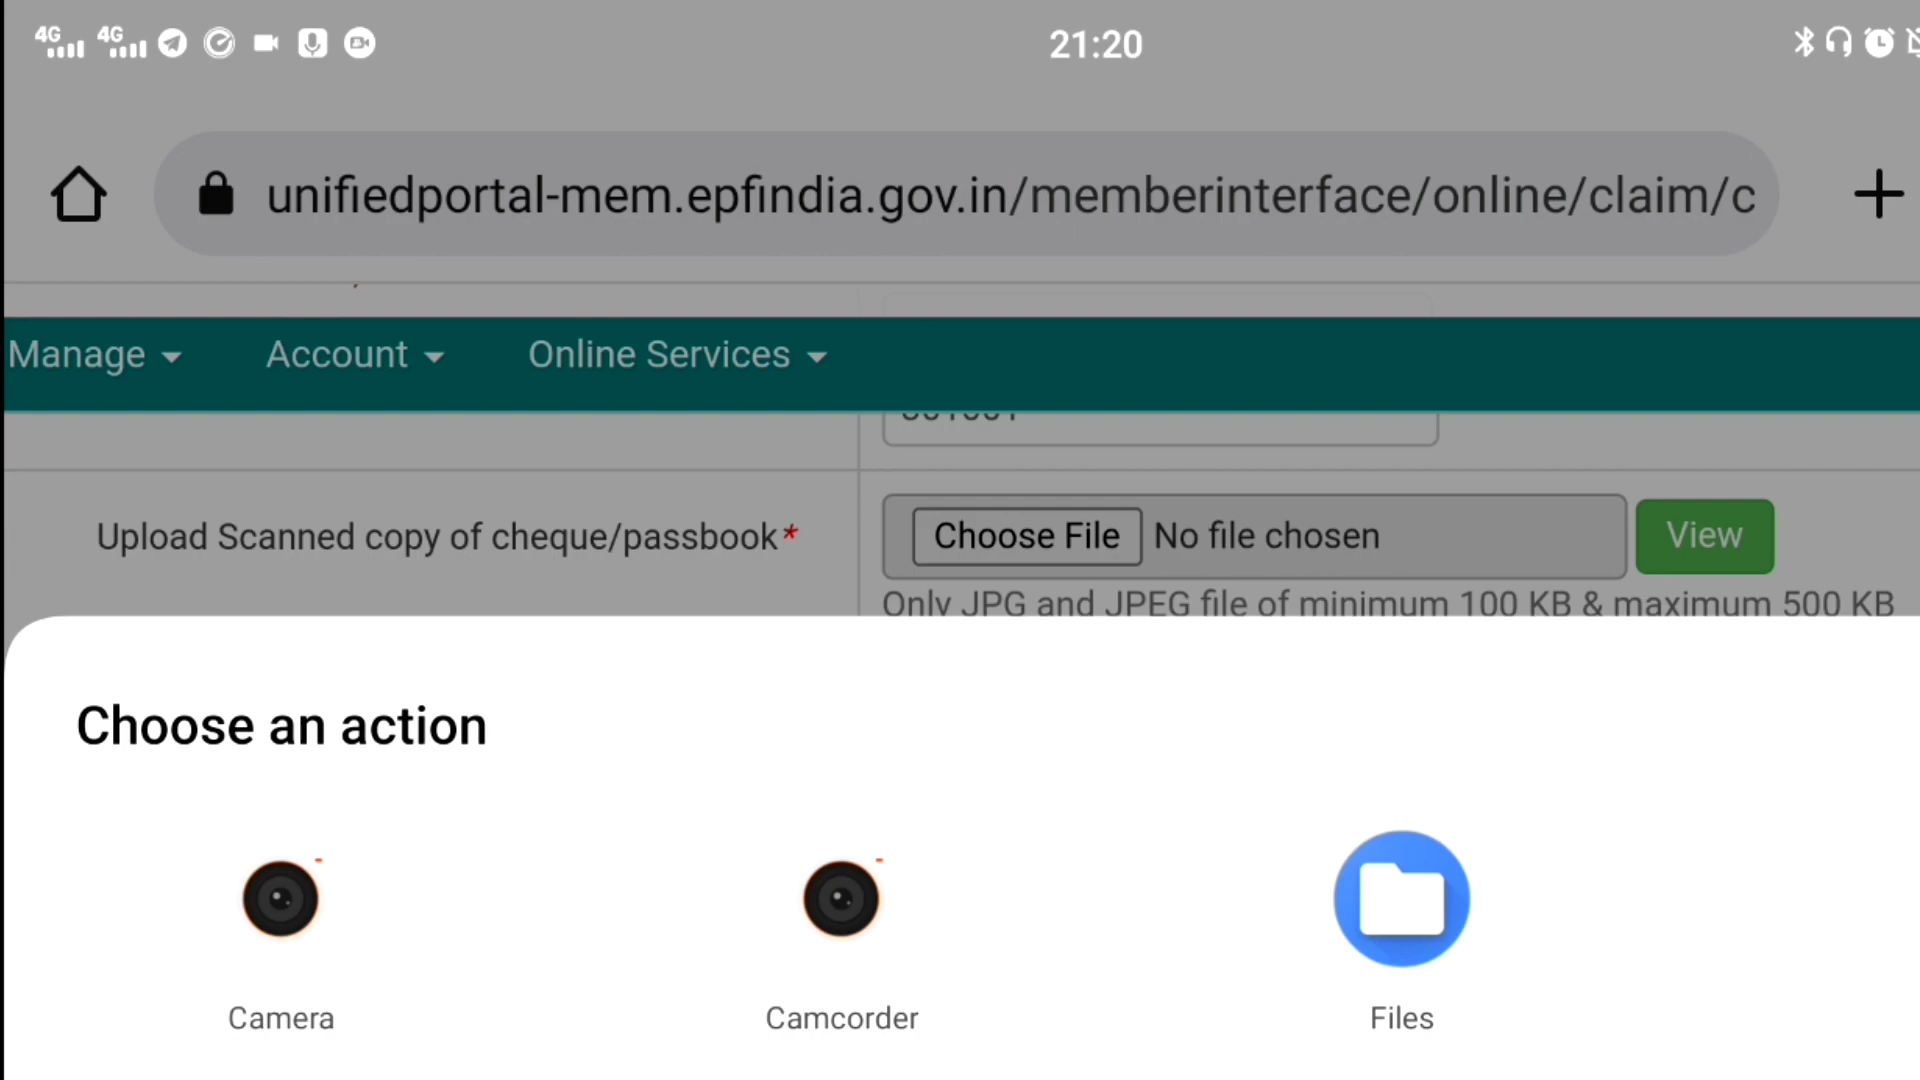 4G 4G 21:20
unifiedportal-mem.epfindia.gov.in/memberinterface/online/claim/c
Manage Account Online Services
Upload Scanned copy of cheque/passbook* Choose File No file chosen View
Only JPG and JPEG file of minimum 100 KB & maximum 500 KB
Choose an action
Camera Camcorder Files